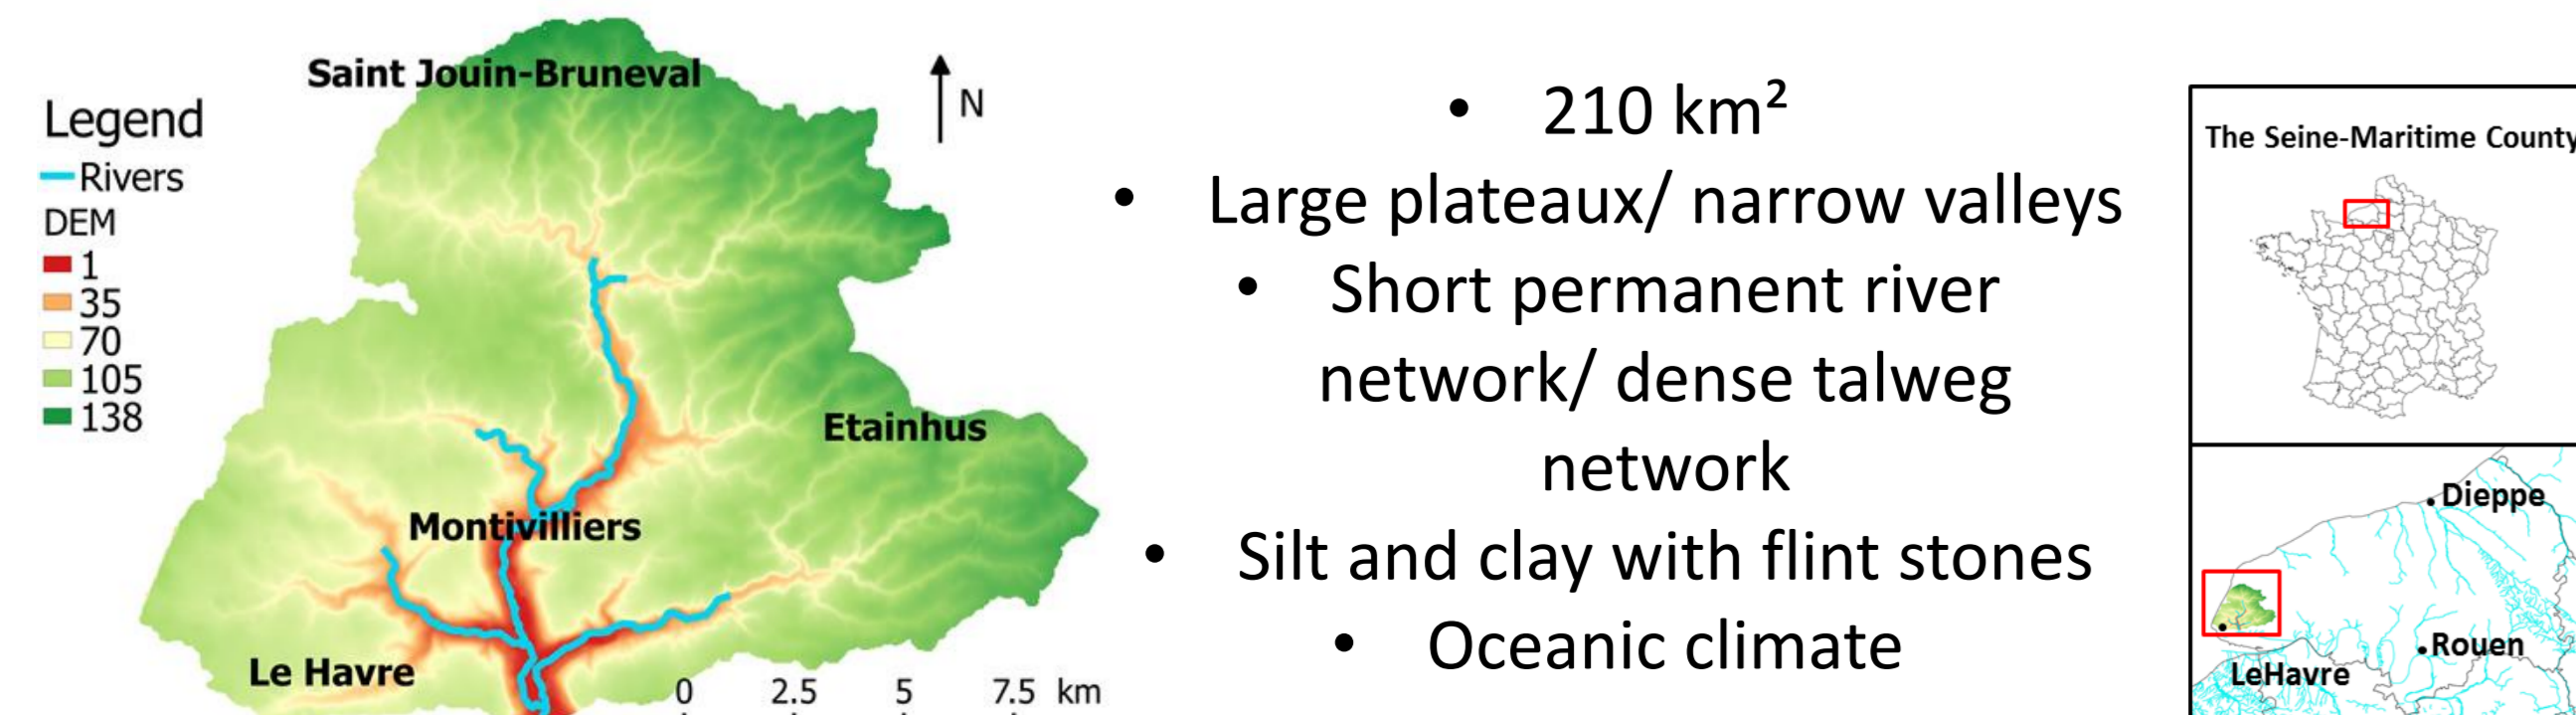 Saint Jouin-Bruneval
N
Legend
Rivers
DEM
1
35
70
105
138
Etainhus
Montivilliers
Le Havre
0 2.5 5 7.5 km
• 210 km²
• Large plateaux/ narrow valleys
• Short permanent river
network/ dense talweg
network
• Silt and clay with flint stones
• Oceanic climate
The Seine-Maritime County
Dieppe
Rouen
LeHavre